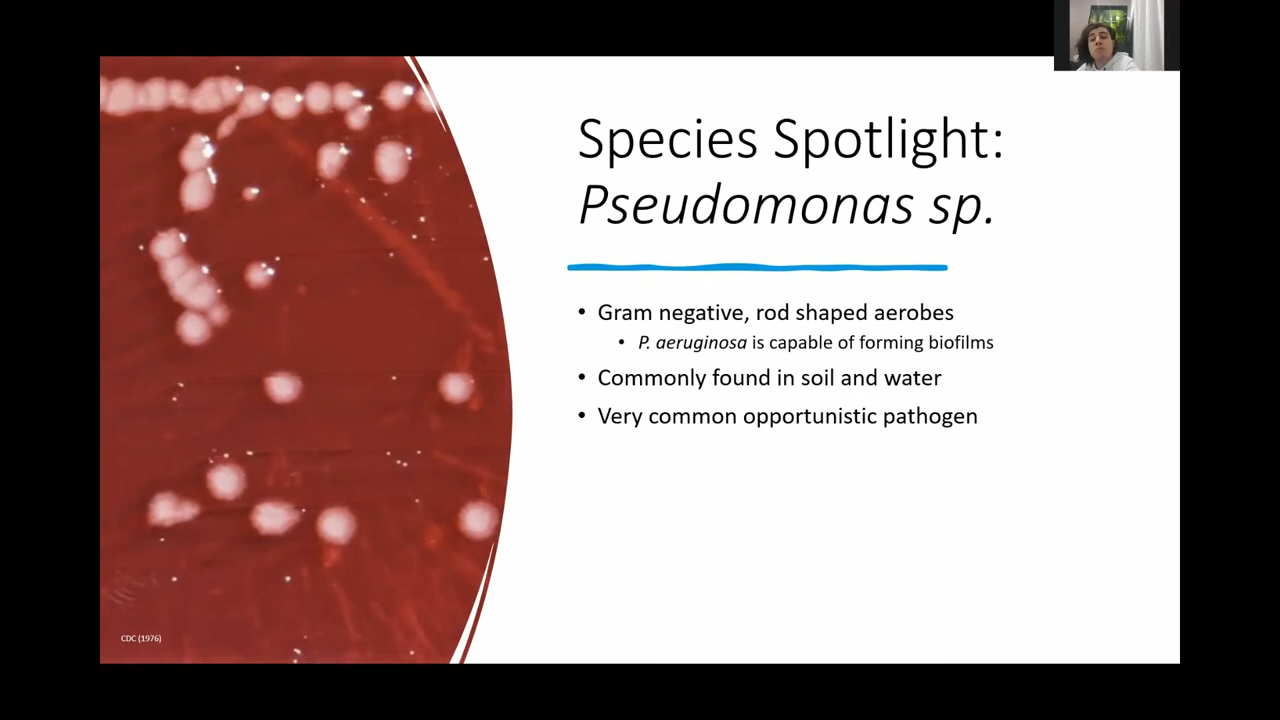 Species Spotlight:
Pseudomonas sp.
• Gram negative, rod shaped aerobes
• P. aeruginosa is capable of forming biofilms
• Commonly found in soil and water
• Very common opportunistic pathogen
CDC (1976)